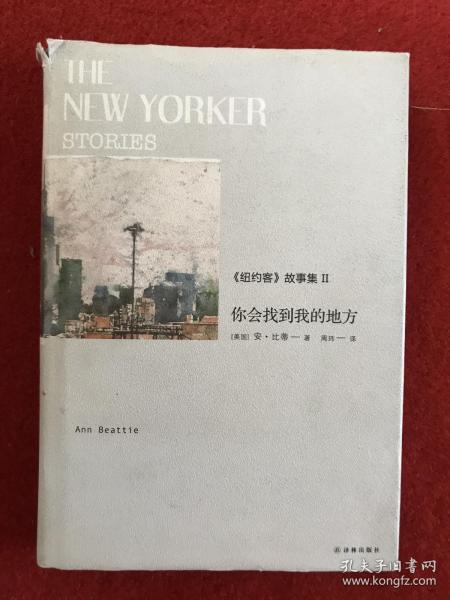 THE
NEW YORKER
STORIES
《纽约客》故事集 II
你会找到我的地方
[美国] 安·比蒂 一 著 周玮 一 译
Ann Beattie
译林出版社
孔夫子旧书网
www.kongfz.com